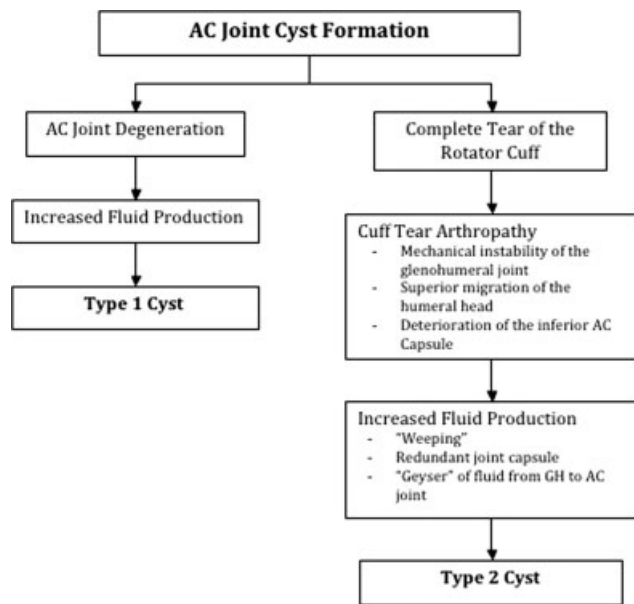 AC Joint Cyst Formation
AC Joint Degeneration
Increased Fluid Production
Type 1 Cyst
Complete Tear of the
Rotator Cuff
Cuff Tear Arthropathy
- Mechanical instability of the
glenohumeral joint
- Superior migration of the
humeral head
- Deterioration of the inferior AC
Capsule
Increased Fluid Production
- "Weeping"
- Redundant joint capsule
- "Geyser" of fluid from GH to AC
joint
Type 2 Cyst